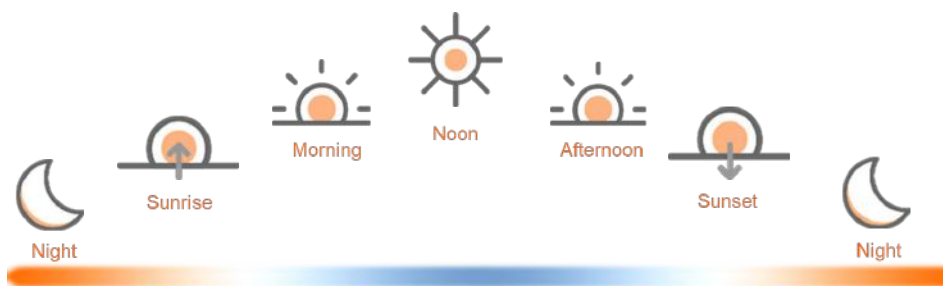 Night
Sunrise
Morning
Noon
Afternoon
Sunset
Night